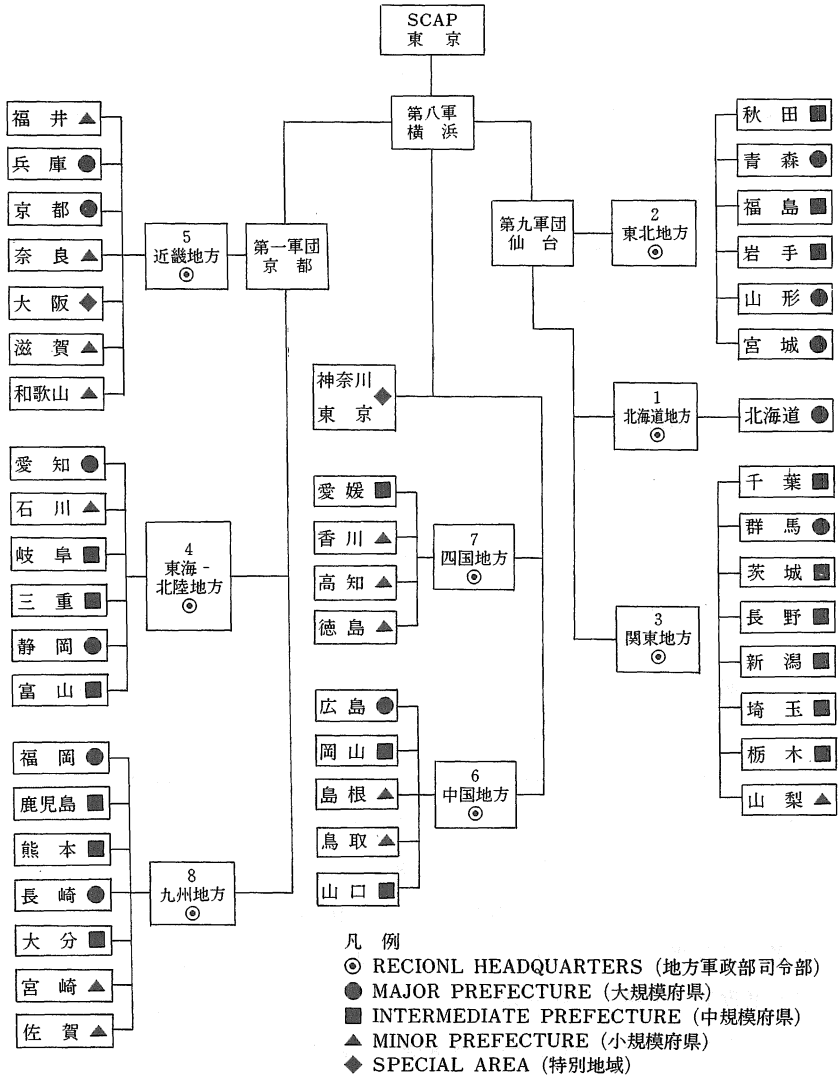 SCAP
東京
第八軍
横浜
福井
兵庫
京都
奈良
大阪
滋賀
和歌山
5
近畿地方
第一軍団
京都
第九軍団
仙台
2
東北地方
秋田
青森
福島
岩手
山形
宮城
神奈川
東京
1
北海道地方
北海道
愛知
石川
岐阜
三重
静岡
富山
4
東海-
北陸地方
愛媛
香川
高知
徳島
7
四国地方
3
関東地方
千葉
群馬
茨城
長野
新潟
埼玉
栃木
山梨
広島
岡山
島根
鳥取
山口
6
中国地方
福岡
鹿児島
熊本
長崎
大分
宮崎
佐賀
8
九州地方
凡例
RECIONL HEADQUARTERS (地方軍政部司令部)
MAJOR PREFECTURE (大規模府県)
INTERMEDIATE PREFECTURE (中規模府県)
MINOR PREFECTURE (小規模府県)
SPECIAL AREA (特別地域)